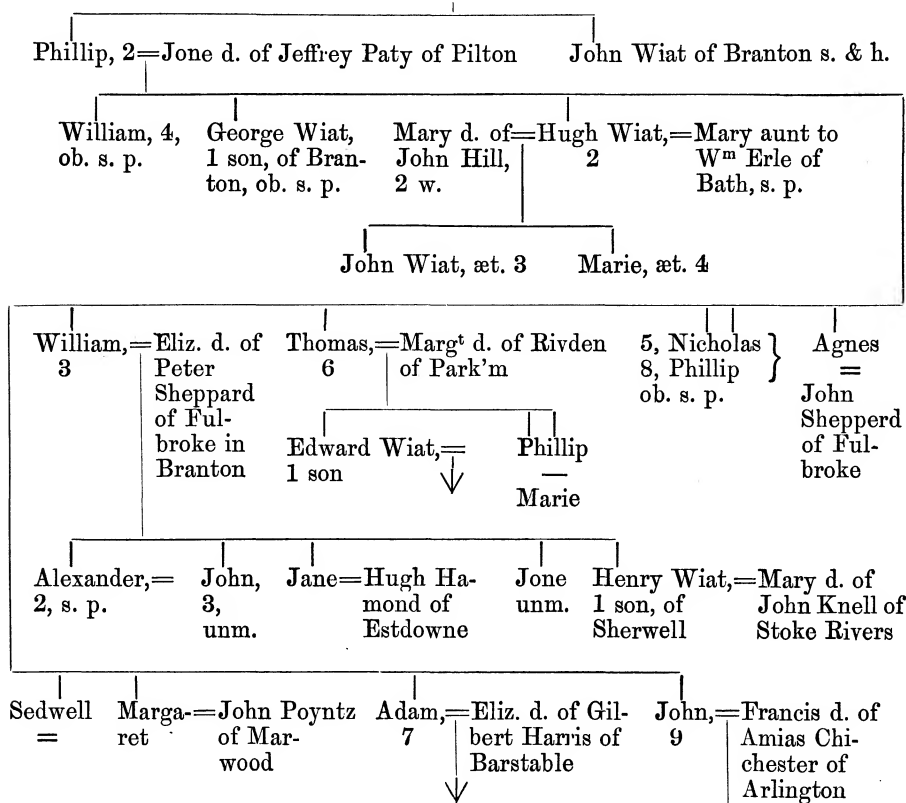 Phillip, 2=Jone d. of Jeffrey Paty of Pilton
John Wiat of Branton s. & h.
William, 4,
ob. s. p.
George Wiat,
1 son, of Bran-
ton, ob. s. p.
Mary d. of=Hugh Wiat,=Mary aunt to
John Hill,
2 w.
2
Wm Erle of
Bath, s. p.
John Wiat, æt. 3
Marie, æt. 4
William,=Eliz. d. of
3
Peter
Sheppard
of Ful-
broke in
Branton
Thomas,=Margt d. of Rivden
6
of Park'm
5, Nicholas }
8, Phillip
ob. s. p.
Agnes
=
John
Shepperd
of Ful-
broke
Edward Wiat,=
1 son
Phillip
—
Marie
Alexander,=
2, s. p.
John,
3,
unm.
Jane=Hugh Ha-
mond of
Estdowne
Jone
unm.
Henry Wiat,=Mary d. of
1 son, of
Sherwell
John Knell of
Stoke Rivers
Sedwell
=
Marga-=John Poyntz
ret
of Mar-
wood
Adam,=Eliz. d. of Gil-
7
bert Harris of
Barstable
John,=Francis d. of
9
Amias Chi-
chester of
Arlington